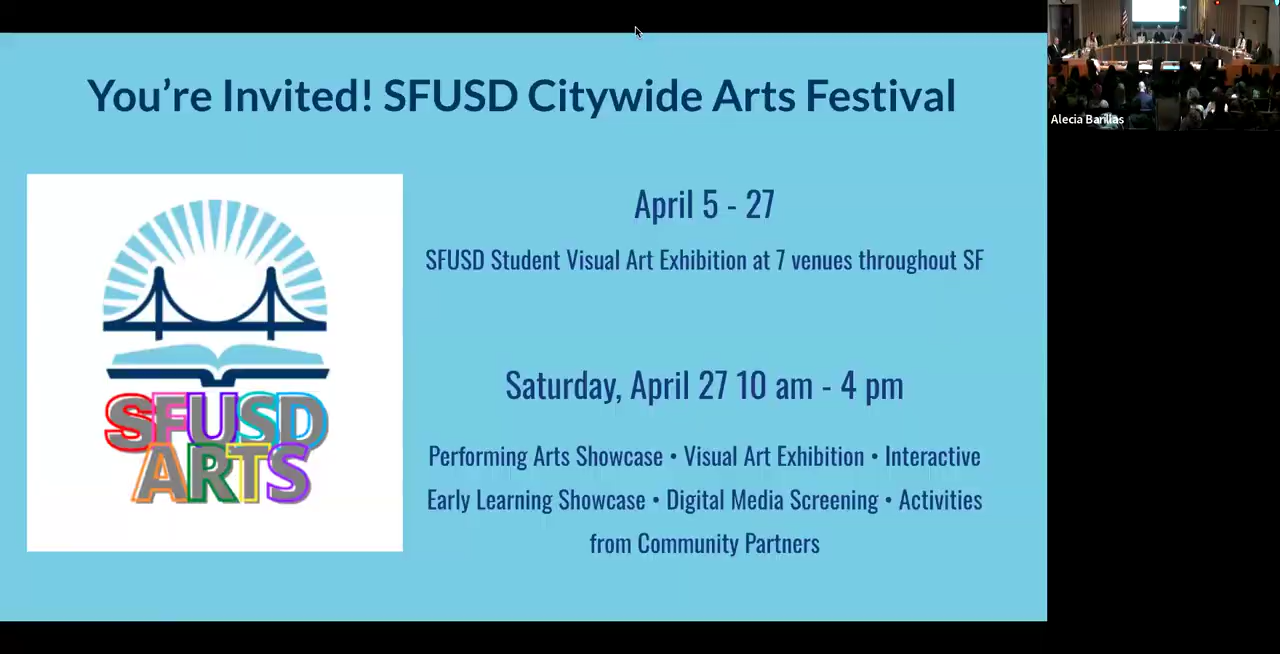 You’re Invited! SFUSD Citywide Arts Festival
Alecia Barillas
April 5 - 27
SFUSD Student Visual Art Exhibition at 7 venues throughout SF
Saturday, April 27 10 am - 4 pm
Performing Arts Showcase • Visual Art Exhibition • Interactive
Early Learning Showcase • Digital Media Screening • Activities
from Community Partners
SFUSD
ARTS